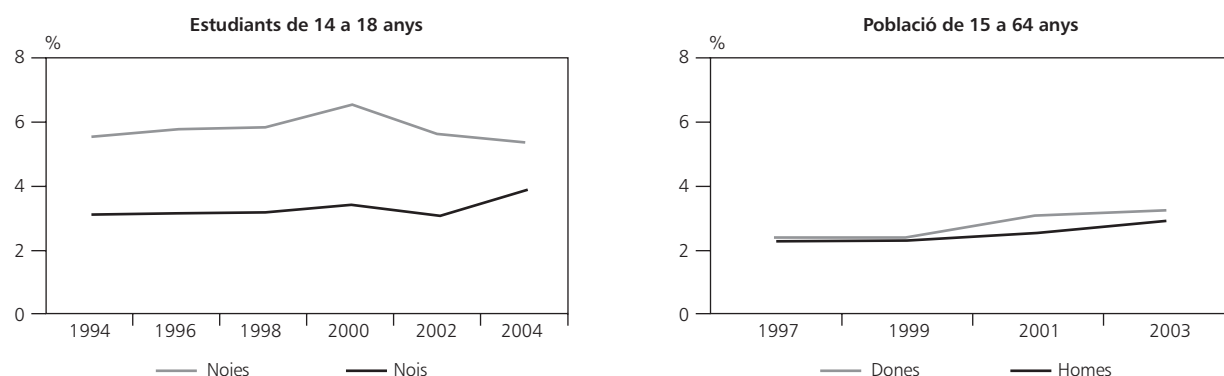 Estudiants de 14 a 18 anys
%
8
6
4
2
0
1994 1996 1998 2000 2002 2004
Noies Nois
Població de 15 a 64 anys
%
8
6
4
2
0
1997 1999 2001 2003
Dones Homes